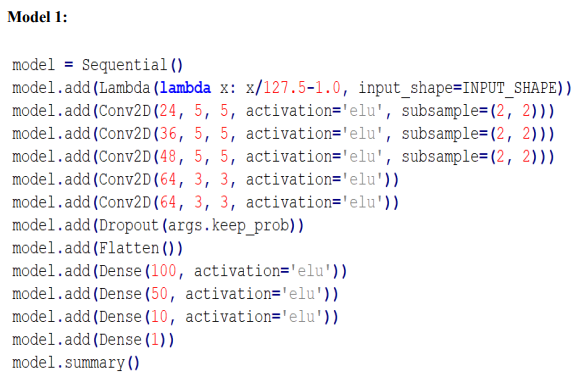 Model 1:
model = Sequential()
model.add(Lambda(lambda x: x/127.5-1.0, input_shape=INPUT_SHAPE))
model.add(Conv2D(24, 5, 5, activation='elu', subsample=(2, 2)))
model.add(Conv2D(36, 5, 5, activation='elu', subsample=(2, 2)))
model.add(Conv2D(48, 5, 5, activation='elu', subsample=(2, 2)))
model.add(Conv2D(64, 3, 3, activation='elu'))
model.add(Conv2D(64, 3, 3, activation='elu'))
model.add(Dropout(args.keep_prob))
model.add(Flatten())
model.add(Dense(100, activation='elu'))
model.add(Dense(50, activation='elu'))
model.add(Dense(10, activation='elu'))
model.add(Dense(1))
model.summary()